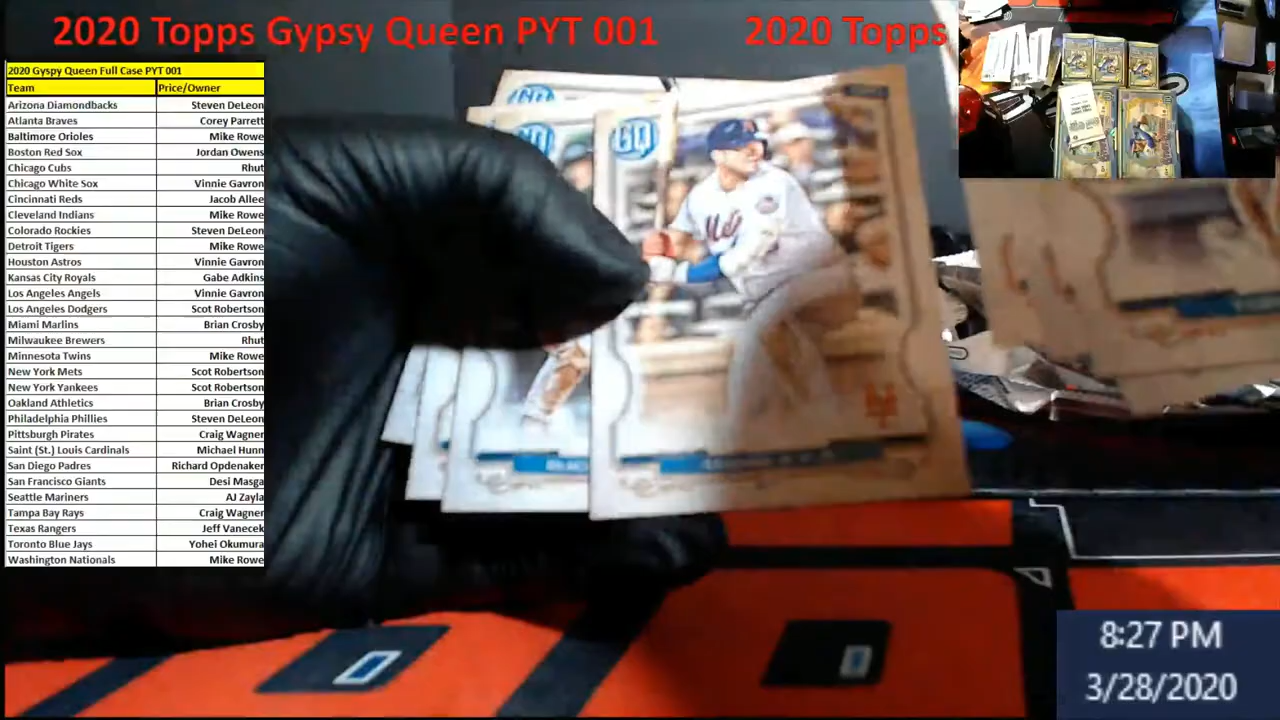 2020 Topps Gypsy Queen PYT 001 2020 Topps
2020 Gyspy Queen Full Case PYT 001
Team Price/Owner
Arizona Diamondbacks Steven DeLeon
Atlanta Braves Corey Parrett
Baltimore Orioles Mike Rowe
Boston Red Sox Jordan Owens
Chicago Cubs Rhut
Chicago White Sox Vinnie Gavron
Cincinnati Reds Jacob Allee
Cleveland Indians Mike Rowe
Colorado Rockies Steven DeLeon
Detroit Tigers Mike Rowe
Houston Astros Vinnie Gavron
Kansas City Royals Gabe Adkins
Los Angeles Angels Vinnie Gavron
Los Angeles Dodgers Scot Robertson
Miami Marlins Brian Crosby
Milwaukee Brewers Rhut
Minnesota Twins Mike Rowe
New York Mets Scot Robertson
New York Yankees Scot Robertson
Oakland Athletics Brian Crosby
Philadelphia Phillies Steven DeLeon
Pittsburgh Pirates Craig Wagner
Saint (St.) Louis Cardinals Michael Hunn
San Diego Padres Richard Opdenaker
San Francisco Giants Desi Masga
Seattle Mariners AJ Zayla
Tampa Bay Rays Craig Wagner
Texas Rangers Jeff Vanecek
Toronto Blue Jays Yohei Okumura
Washington Nationals Mike Rowe
GQ
GQ
GQ
Mets
8:27 PM
3/28/2020